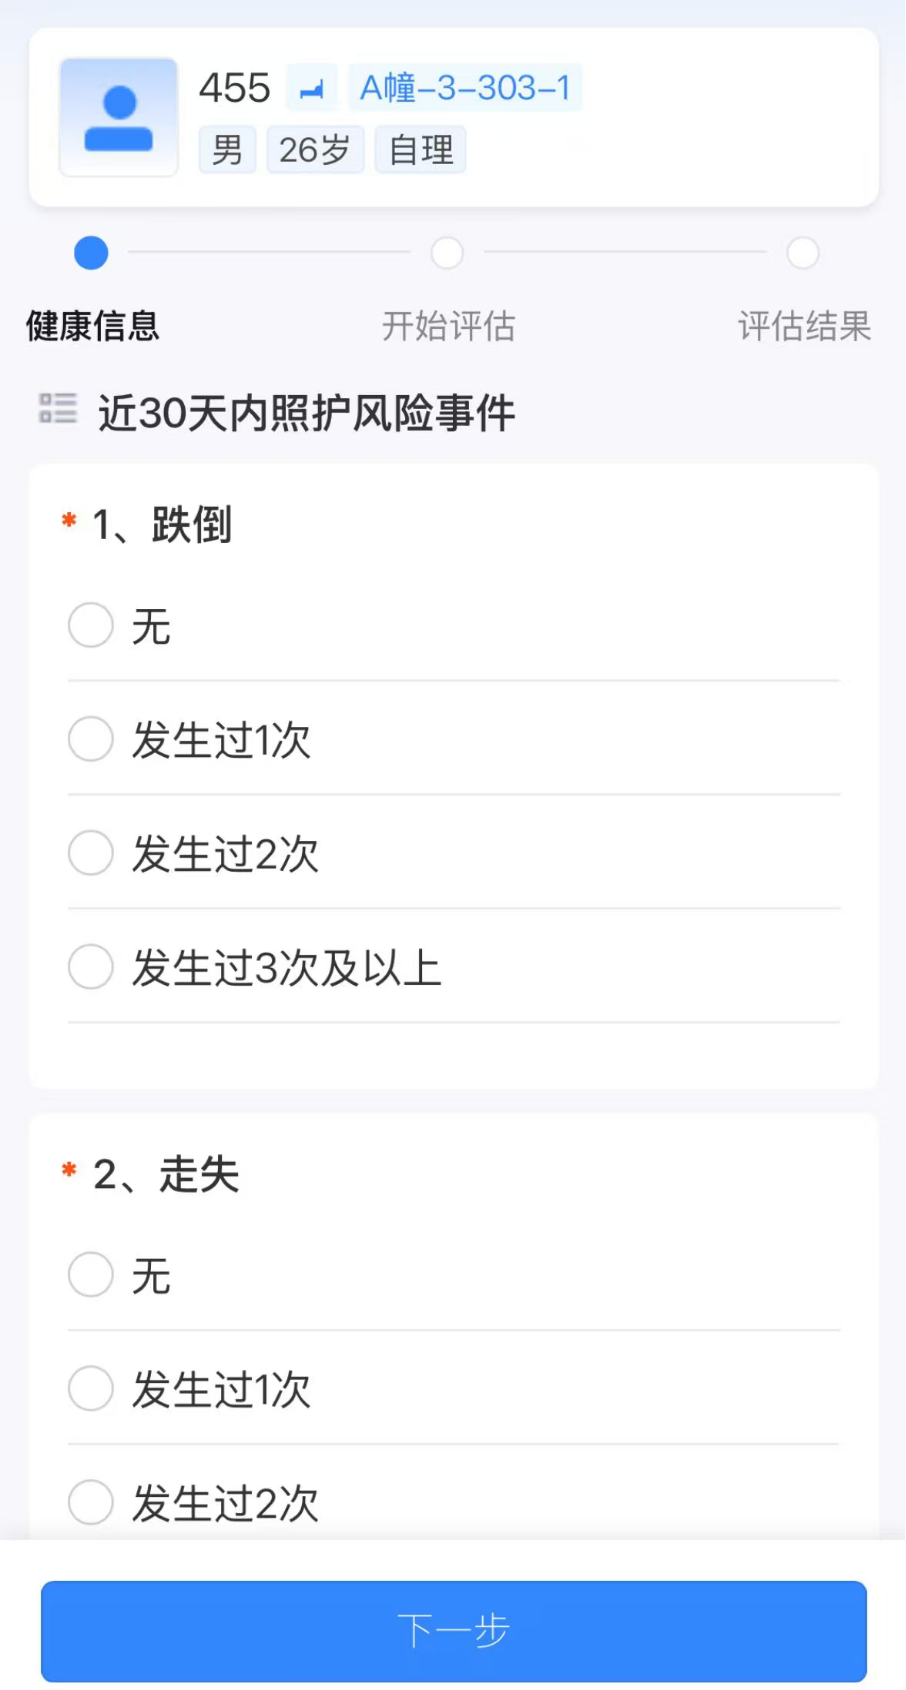 455 A幢-3-303-1
男 26岁 自理
健康信息 开始评估 评估结果
近30天内照护风险事件
* 1、跌倒
无
发生过1次
发生过2次
发生过3次及以上
* 2、走失
无
发生过1次
发生过2次
下一步